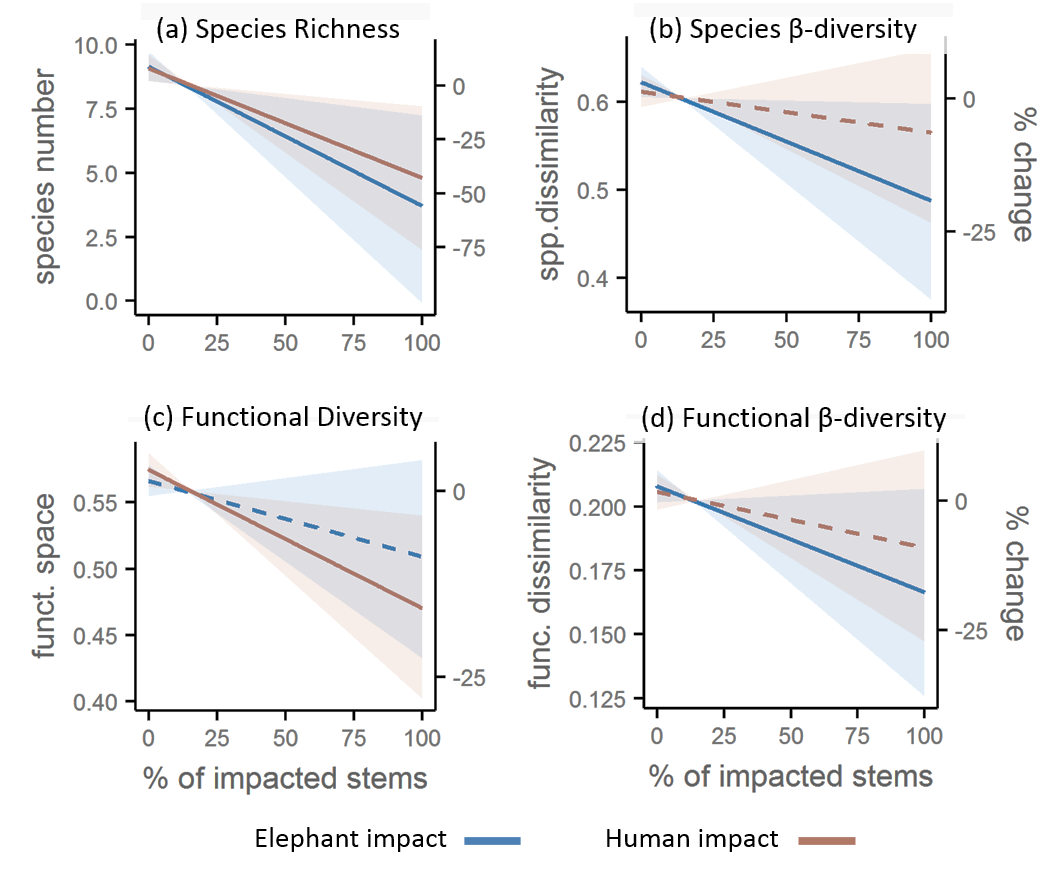 (a) Species Richness
species number
10.0
7.5
5.0
2.5
0.0
0
-25
-50
-75
0 25 50 75 100
(b) Species β-diversity
spp.dissimilarity
0.6
0.5
0.4
0
-25
% change
0 25 50 75 100
(c) Functional Diversity
funct. space
0.55
0.50
0.45
0.40
0
-25
0 25 50 75 100
% of impacted stems
(d) Functional β-diversity
func. dissimilarity
0.225
0.200
0.175
0.150
0.125
0
-25
% change
0 25 50 75 100
% of impacted stems
Elephant impact
Human impact